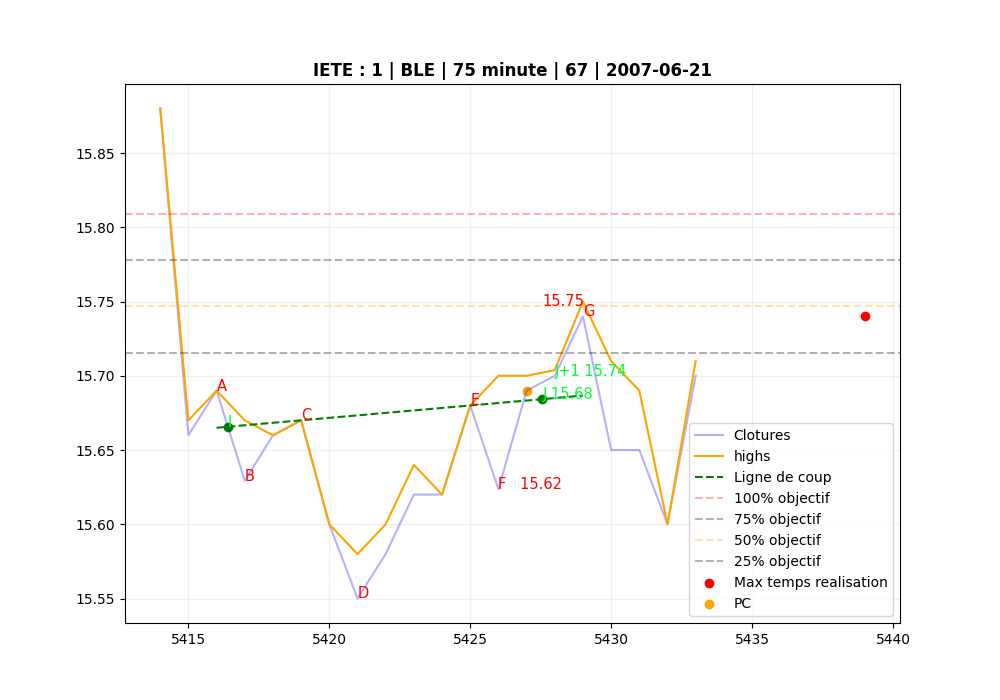 IETE : 1 | BLE | 75 minute | 67 | 2007-06-21
15.85
15.80
15.75
15.70
15.65
15.60
15.55
15.75
G
J+1 15.74
A
E
I 15.68
C
I
B
F 15.62
D
Clotures
highs
Ligne de coup
100% objectif
75% objectif
50% objectif
25% objectif
Max temps realisation
PC
5415
5420
5425
5430
5435
5440